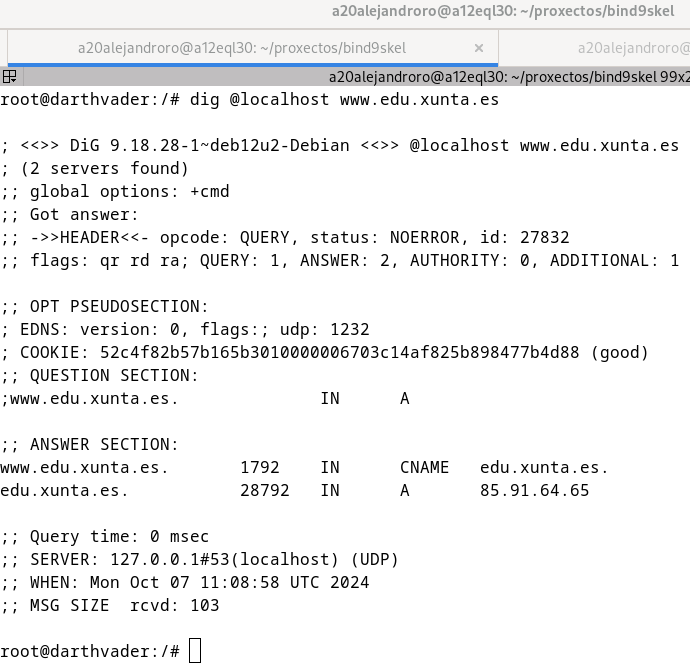 a20alejandroro@a12eql30: ~/proxectos/bind9skel
a20alejandroro@a12eql30: ~/proxectos/bind9skel × a20alejandroro@
a20alejandroro@a12eql30: ~/proxectos/bind9skel 99x2
root@darthvader:/# dig @localhost www.edu.xunta.es
; <<>> DiG 9.18.28-1~deb12u2-Debian <<>> @localhost www.edu.xunta.es
; (2 servers found)
;; global options: +cmd
;; Got answer:
;; ->>HEADER<<- opcode: QUERY, status: NOERROR, id: 27832
;; flags: qr rd ra; QUERY: 1, ANSWER: 2, AUTHORITY: 0, ADDITIONAL: 1
;; OPT PSEUDOSECTION:
; EDNS: version: 0, flags:; udp: 1232
; COOKIE: 52c4f82b57b165b3010000006703c14af825b898477b4d88 (good)
;; QUESTION SECTION:
;www.edu.xunta.es. IN A
;; ANSWER SECTION:
www.edu.xunta.es. 1792 IN CNAME edu.xunta.es.
edu.xunta.es. 28792 IN A 85.91.64.65
;; Query time: 0 msec
;; SERVER: 127.0.0.1#53(localhost) (UDP)
;; WHEN: Mon Oct 07 11:08:58 UTC 2024
;; MSG SIZE rcvd: 103
root@darthvader:/#